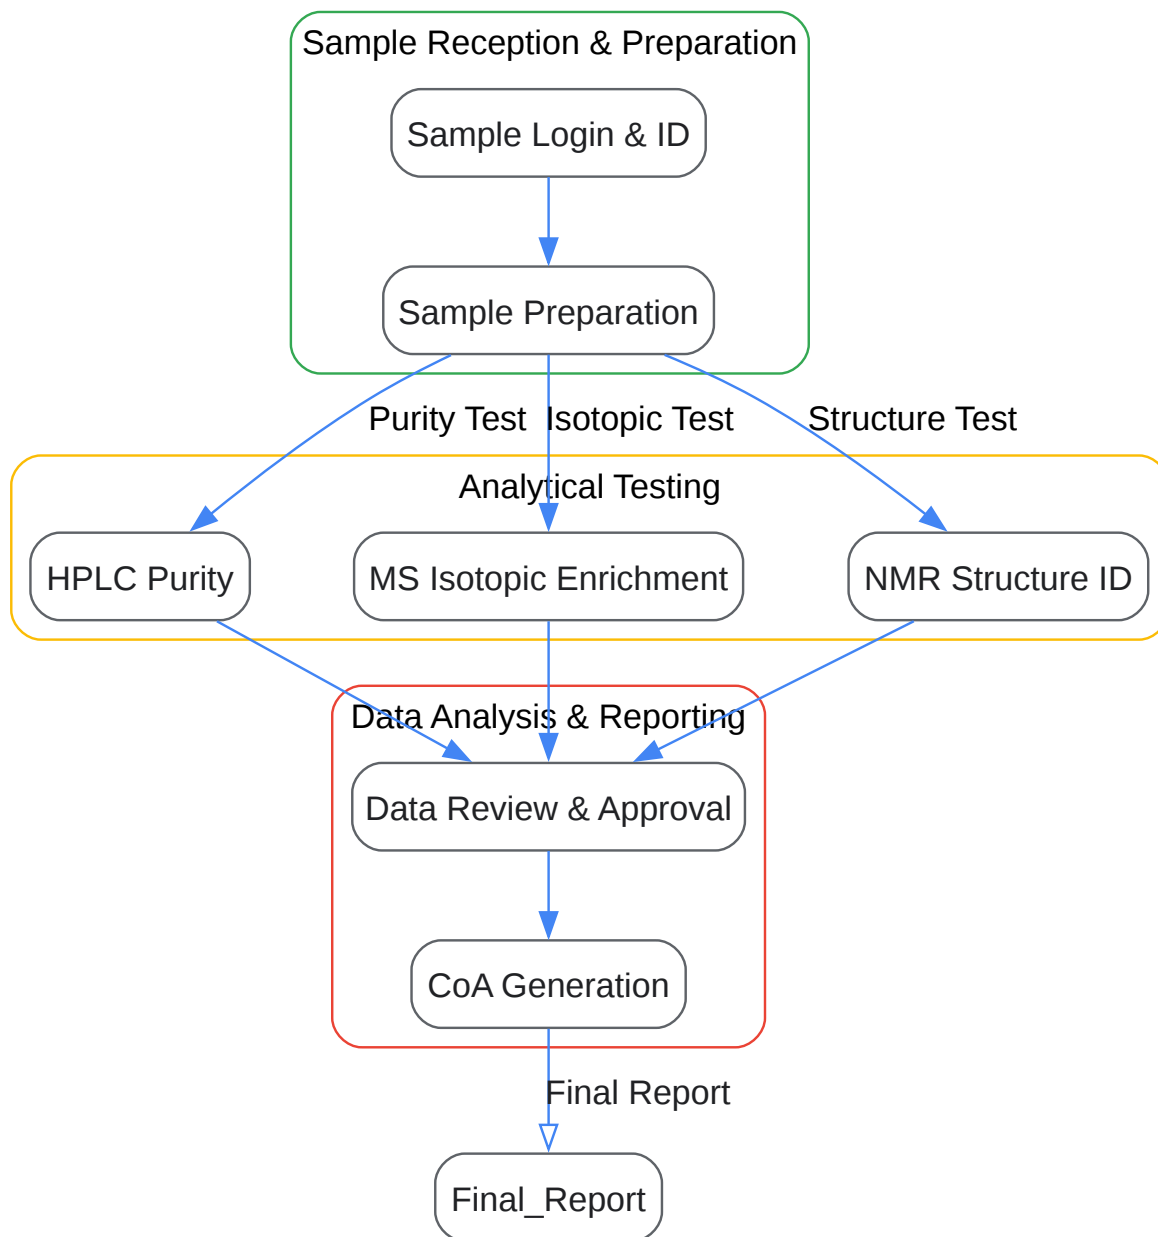 Sample Reception & Preparation
Sample Login & ID
Sample Preparation
Purity Test
Isotopic Test
Structure Test
Analytical Testing
HPLC Purity
MS Isotopic Enrichment
NMR Structure ID
Data Analysis & Reporting
Data Review & Approval
CoA Generation
Final Report
Final_Report